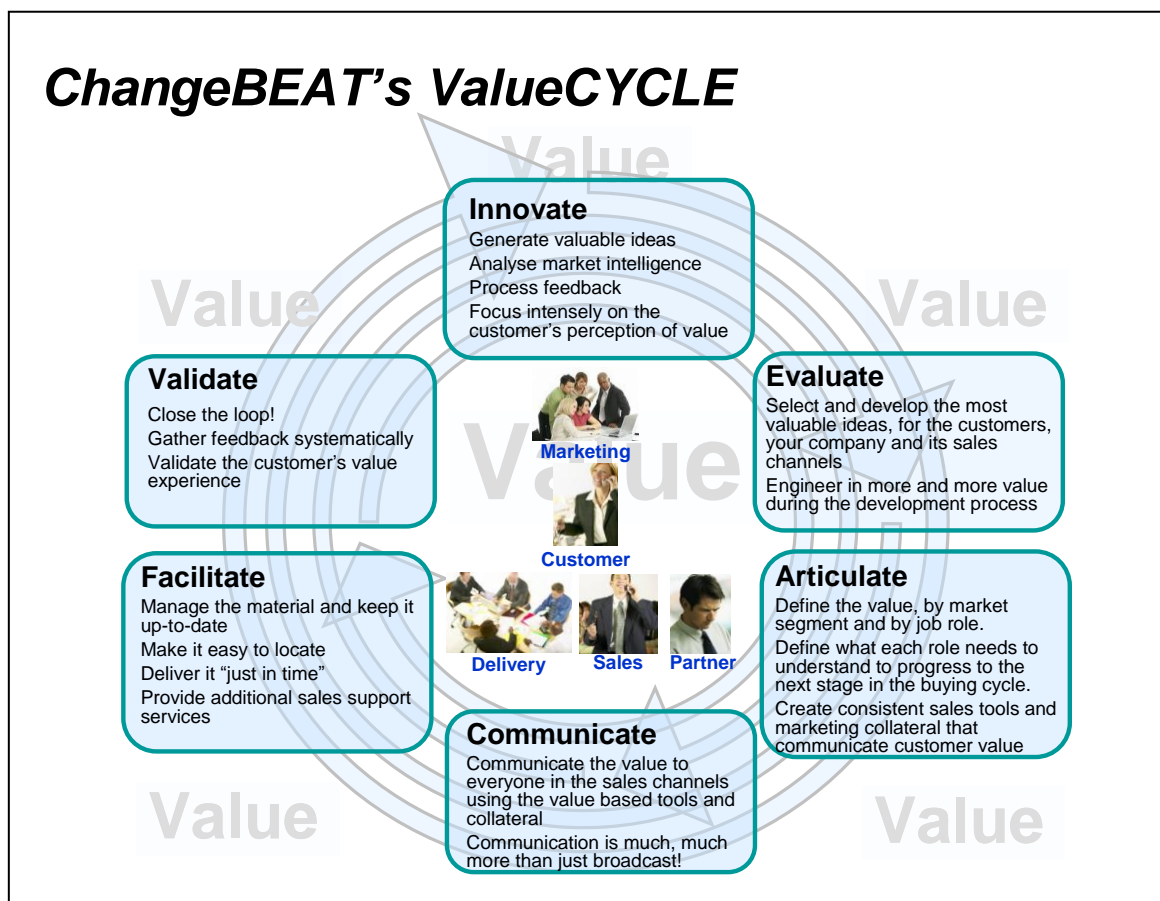 ChangeBEAT's ValueCYCLE
Value
Innovate
Generate valuable ideas
Analyse market intelligence
Process feedback
Focus intensely on the
customer's perception of value
Value
Value
Validate
Close the loop!
Gather feedback systematically
Validate the customer's value
experience
Evaluate
Select and develop the most
valuable ideas, for the customers,
your company and its sales
channels
Engineer in more and more value
during the development process
Value
Marketing
Customer
Delivery
Sales
Partner
Facilitate
Manage the material and keep it
up-to-date
Make it easy to locate
Deliver it “just in time”
Provide additional sales support
services
Articulate
Define the value, by market
segment and by job role.
Define what each role needs to
understand to progress to the
next stage in the buying cycle.
Create consistent sales tools and
marketing collateral that
communicate customer value
Communicate
Communicate the value to
everyone in the sales channels
using the value based tools and
collateral
Communication is much, much
more than just broadcast!
Value
Value